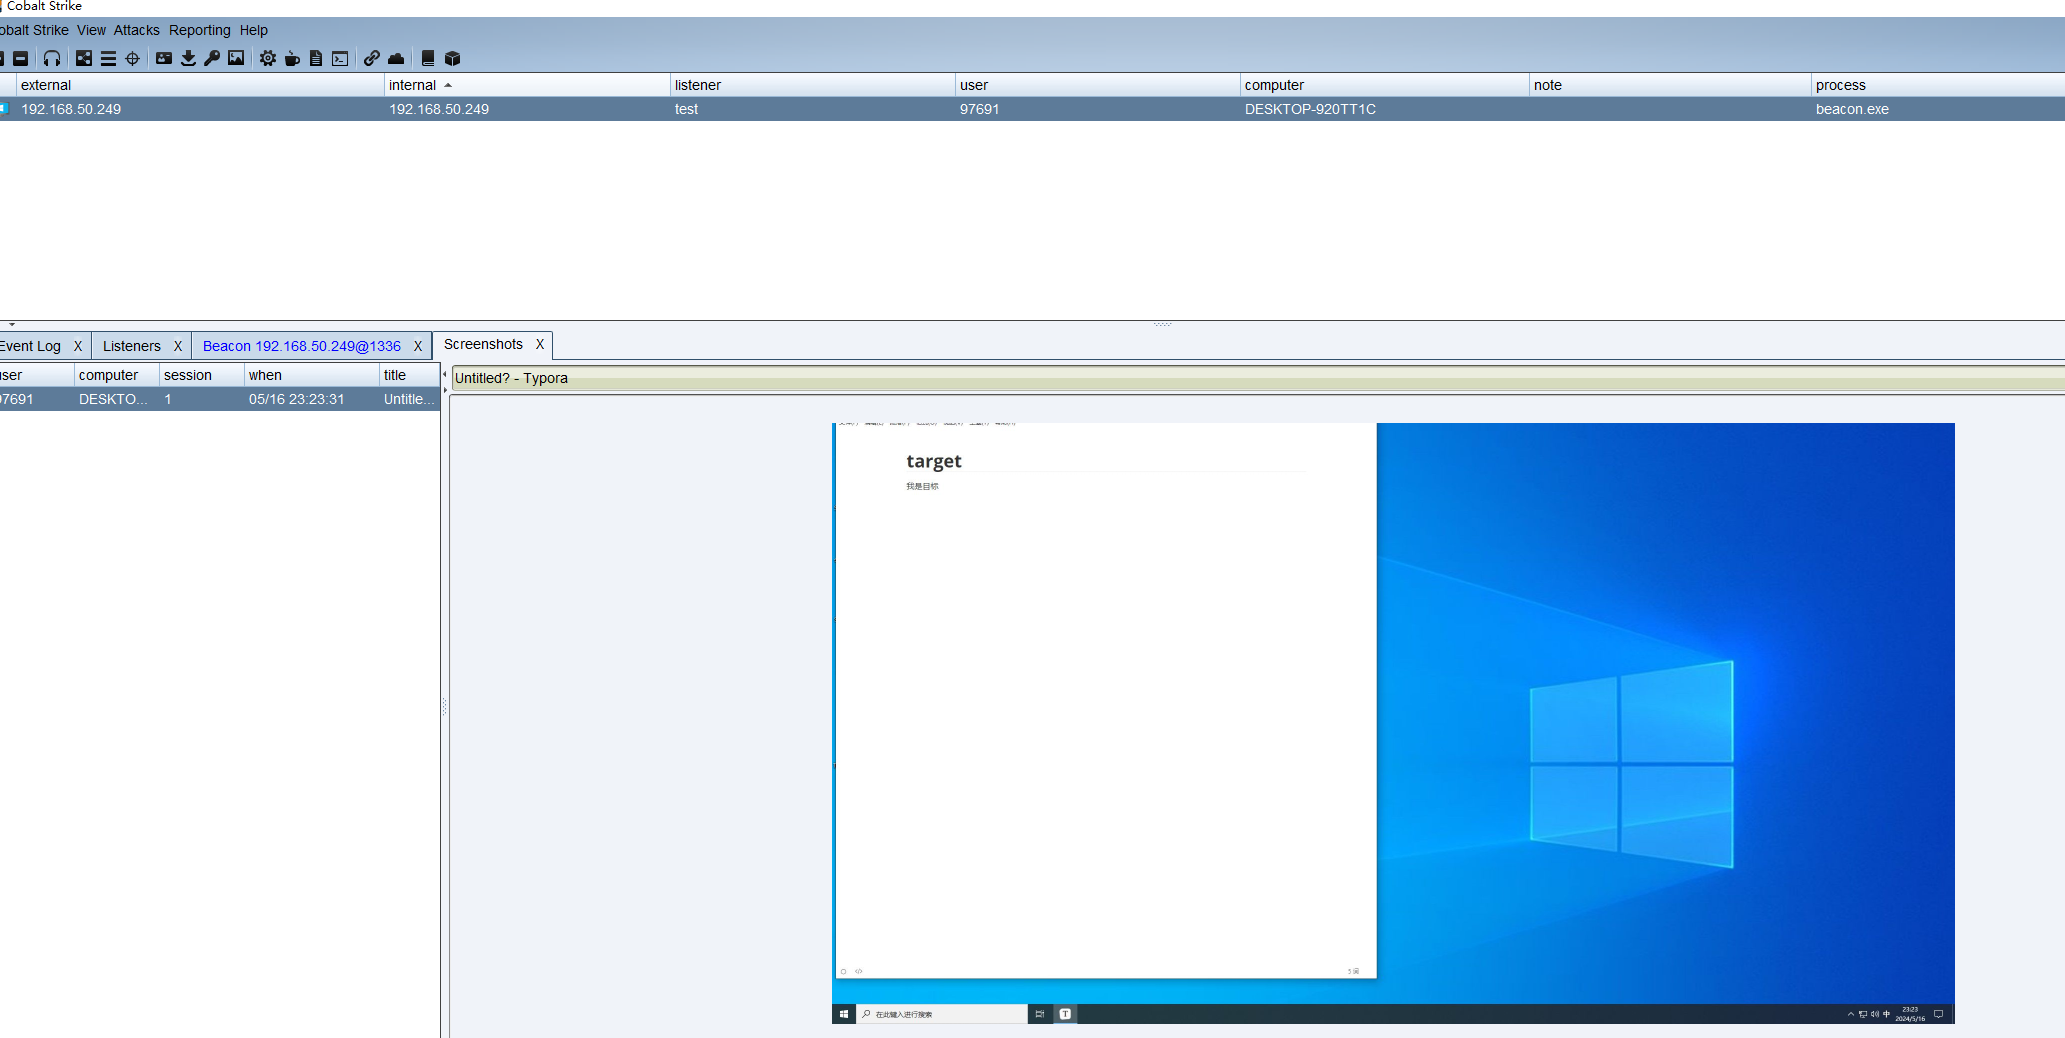 Cobalt Strike
obalt Strike View Attacks Reporting Help
external internal listener user computer note process
192.168.50.249 192.168.50.249 test 97691 DESKTOP-920TT1C beacon.exe
Event Log X Listeners X Beacon 192.168.50.249@1336 X Screenshots X
user computer session when title
97691 DESKTO... 1 05/16 23:23:31 Untitle...
Untitled? - Typora
target
我是目标
5 词
在此键入进行搜索
T
中
23:23
2024/5/16